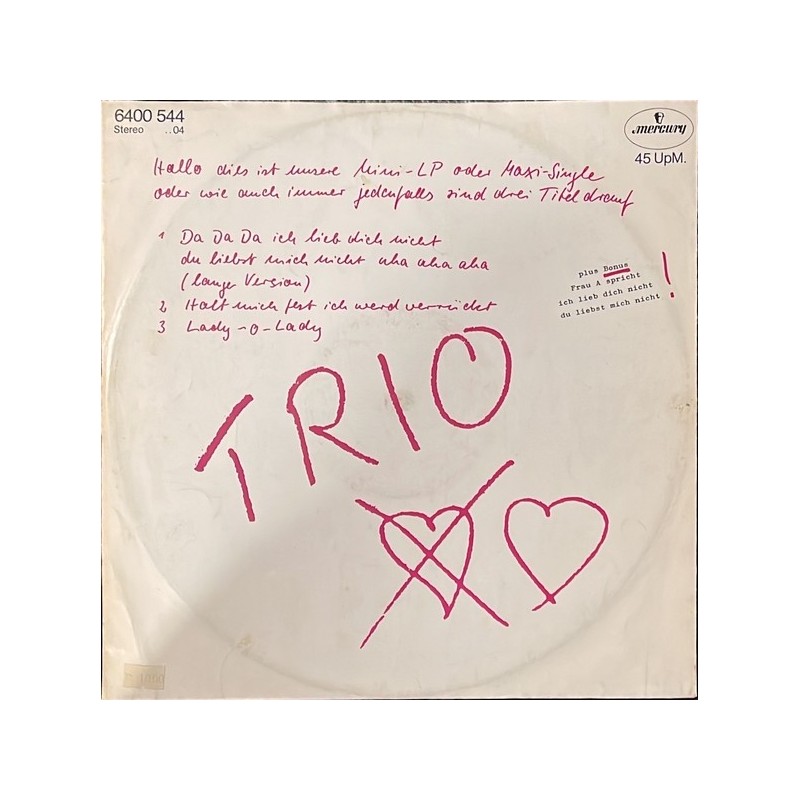 6400 544
Stereo ..04
mercury
45 UpM.
Hallo dies ist unsere Mini-LP oder Maxi-Single
oder wie auch immer jedenfalls sind drei Titel drauf
1 Da Da Da ich lieb dich nicht
du liebst mich nicht aha aha aha
(lange Version)
2 Halt mich fest ich werd verrückt
3 Lady-o-Lady
plus Bonus
Frau A spricht
ich lieb dich nicht
du liebst mich nicht !
TRIO